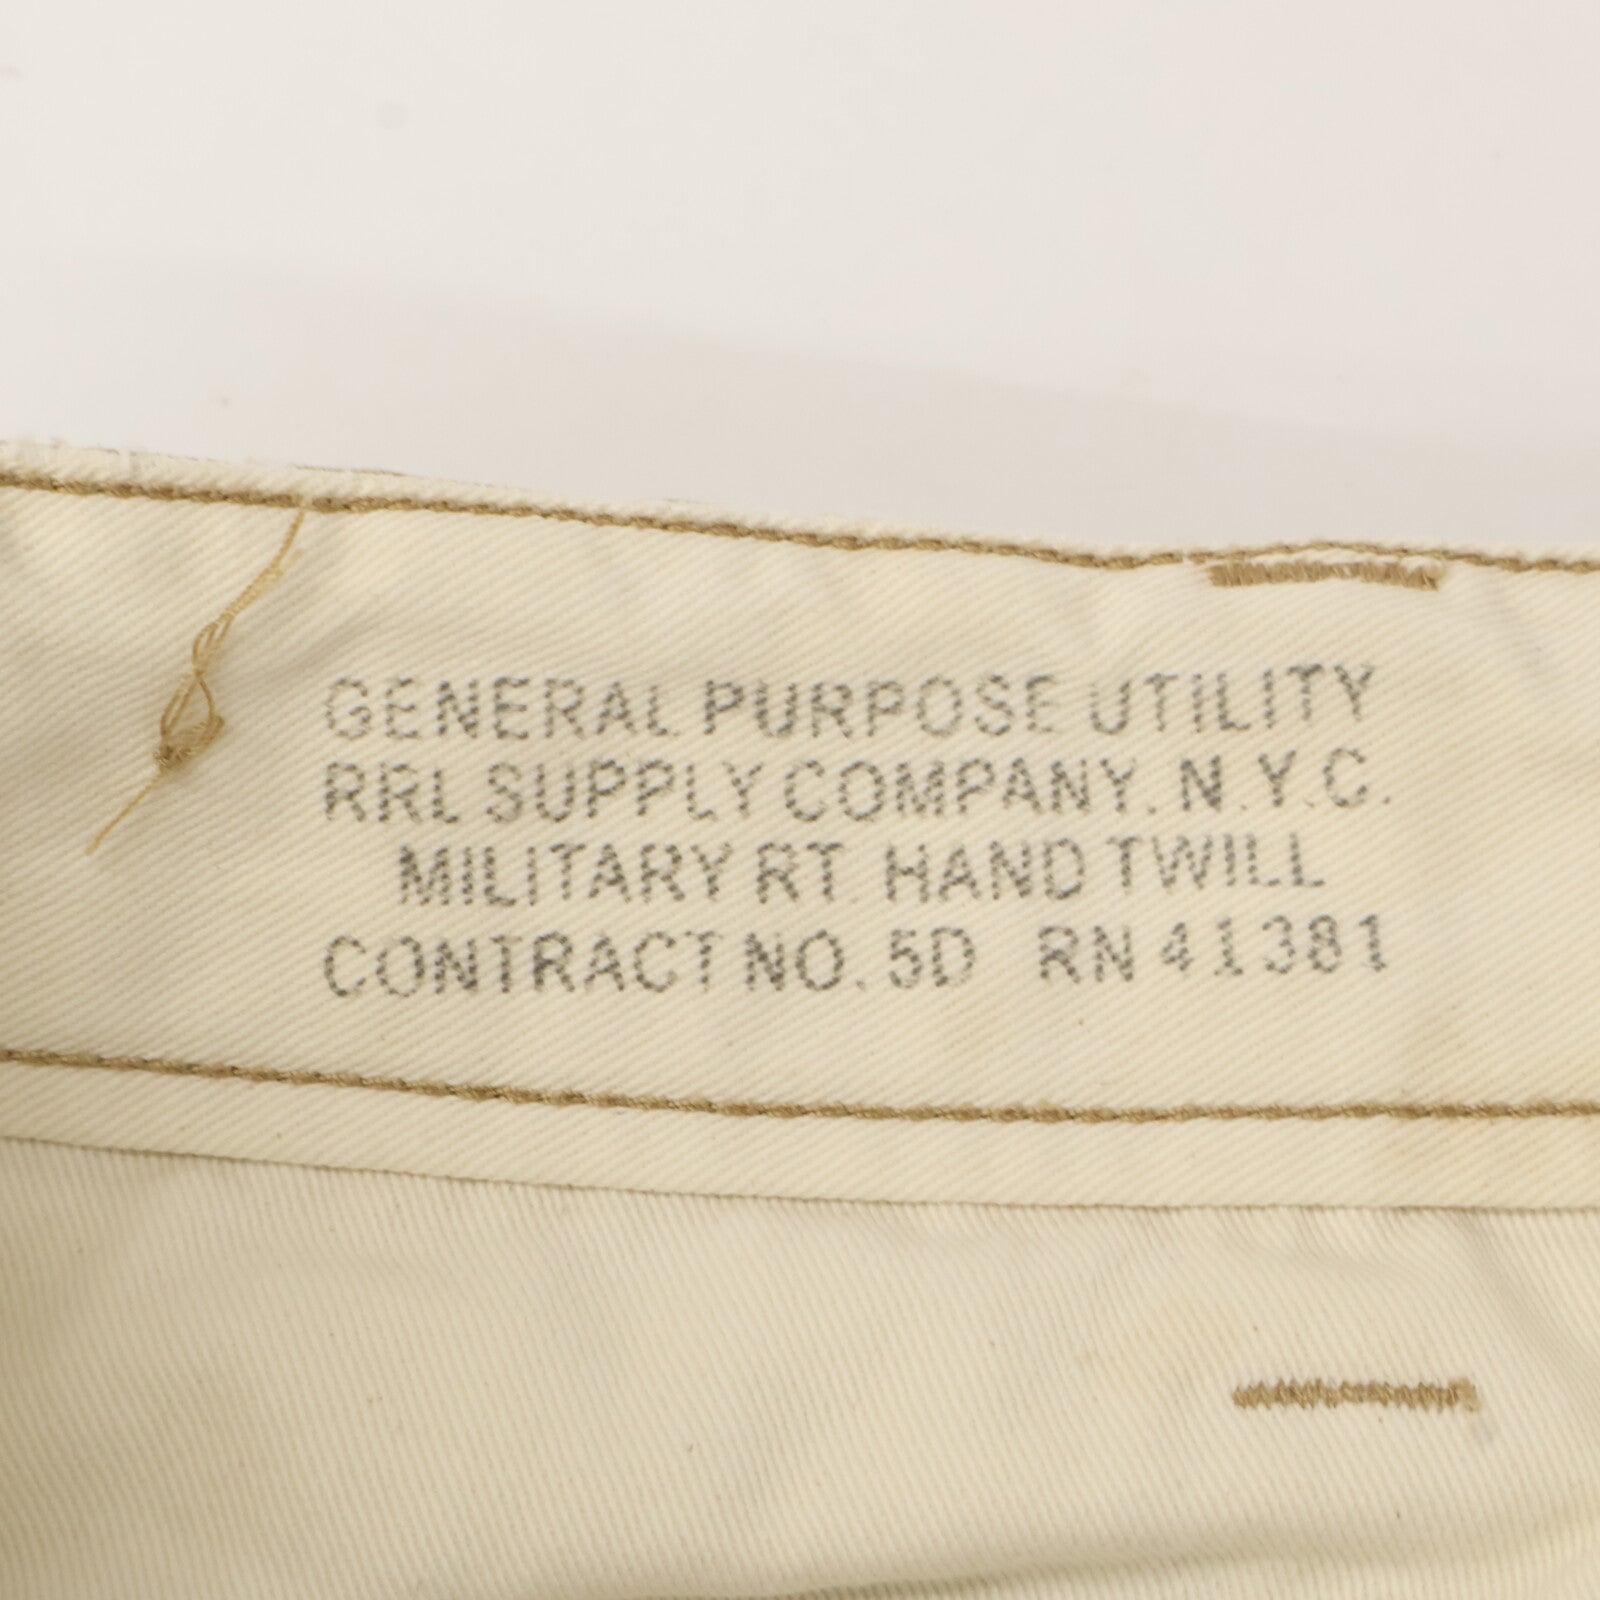 GENERAL PURPOSE UTILITY
RRL SUPPLY COMPANY. N.Y.C.
MILITARY RT. HAND TWILL
CONTRACT NO. 5D RN 41381